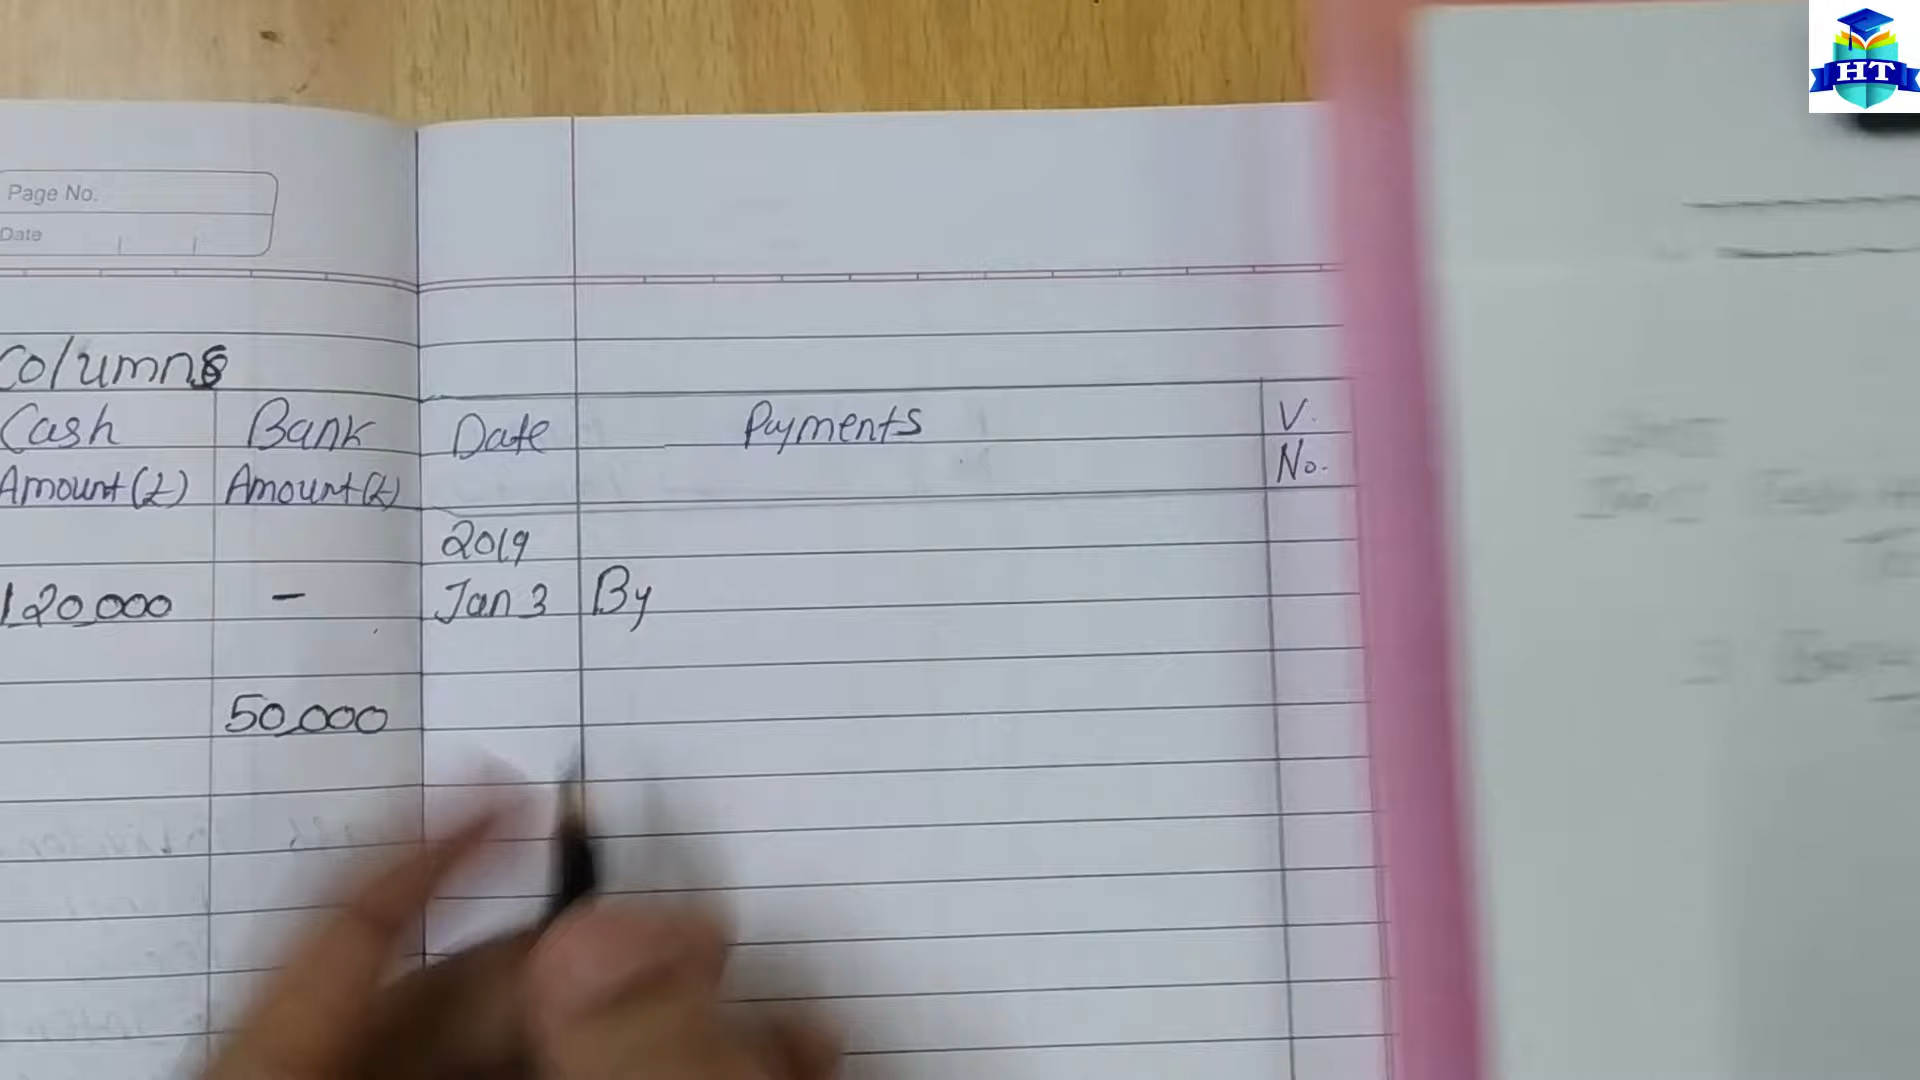 HT
Page No.
Date
Columns
Cash Bank Date Payments V.
Amount (₹) Amount (₹) No.
2019
1,20,000 - Jan 3 By
50,000